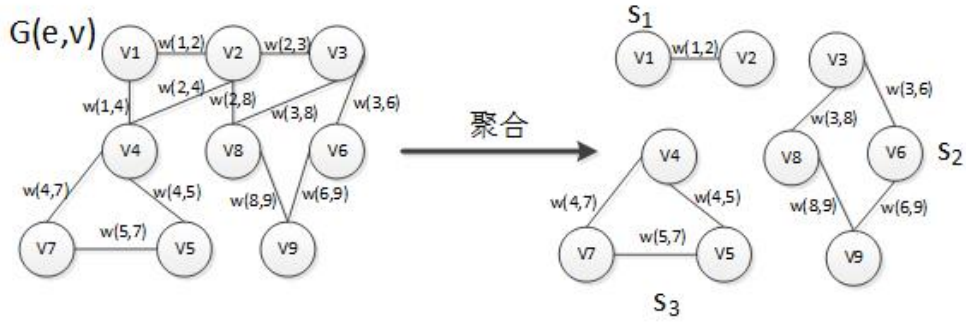 G(e,v)
V1 w(1,2) V2 w(2,3) V3
w(1,4) w(2,4) w(2,8) w(3,8) w(3,6)
V4 V8 V6
w(4,7) w(4,5) w(8,9) w(6,9)
V7 w(5,7) V5 V9
聚合
S1
V1 w(1,2) V2
V3
w(3,8) w(3,6)
V8 V6 S2
w(8,9) w(6,9)
V9
V4
w(4,7) w(4,5)
V7 w(5,7) V5
S3